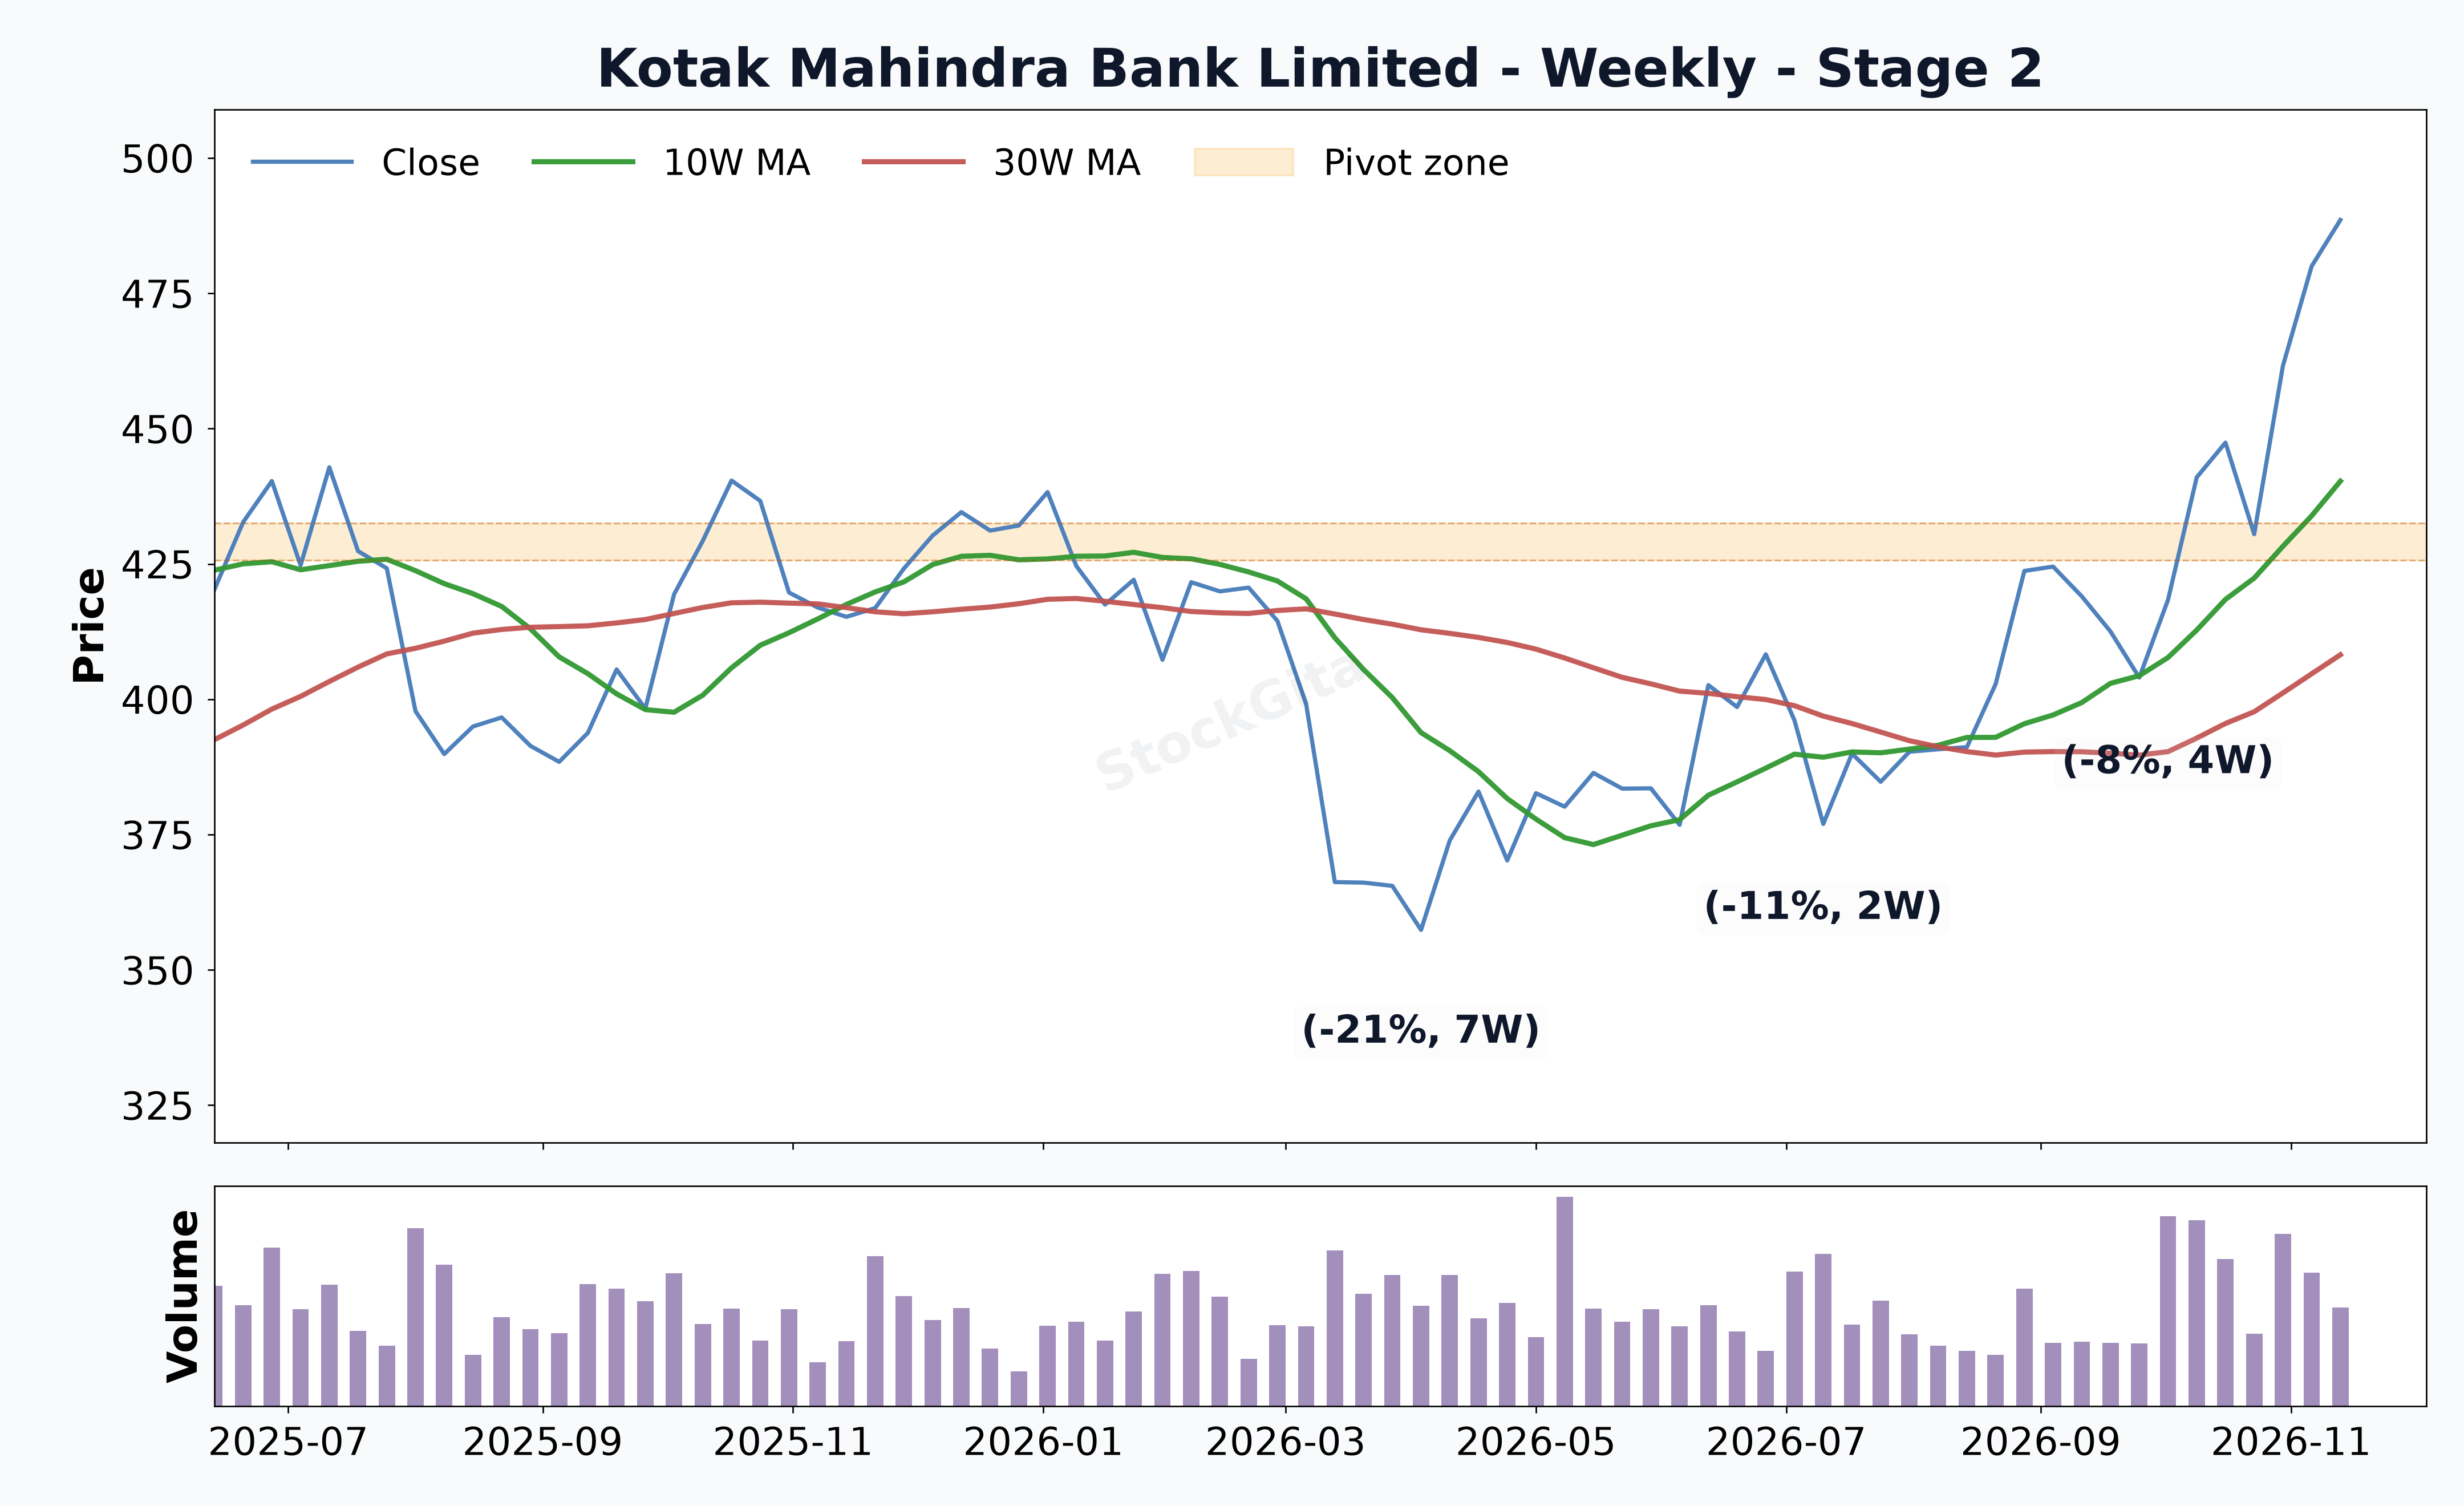 Kotak Mahindra Bank Limited - Weekly - Stage 2
Close 10W MA 30W MA Pivot zone
Price
500
475
450
425
400
375
350
325
StockGita
(-8%, 4W)
(-11%, 2W)
(-21%, 7W)
Volume
2025-07 2025-09 2025-11 2026-01 2026-03 2026-05 2026-07 2026-09 2026-11